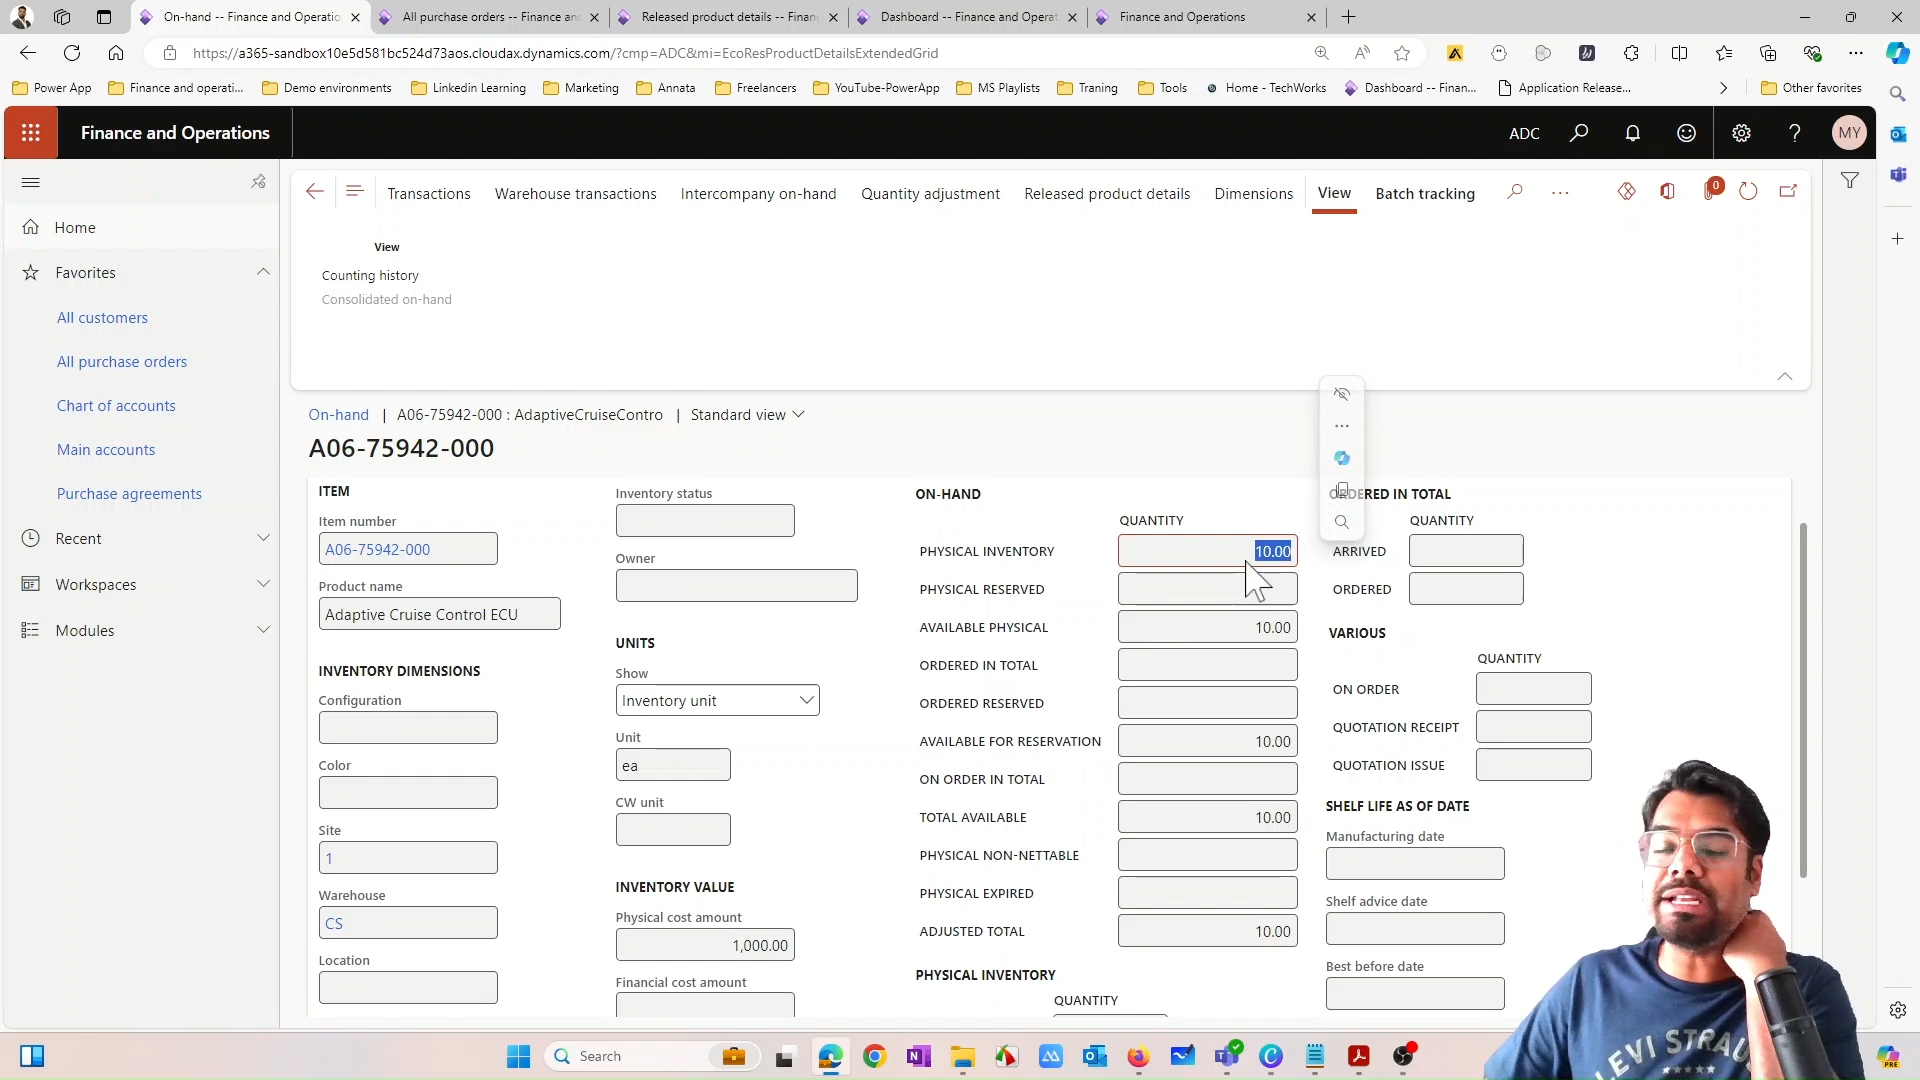 On-hand -- Finance and Operatio
All purchase orders -- Finance and
Released product details -- Finan
Dashboard -- Finance and Operat
Finance and Operations
https://a365-sandbox10e5d581bc524d73aos.cloudax.dynamics.com/?cmp=ADC&mi=EcoResProductDetailsExtendedGrid
Power App
Finance and operati...
Demo environments
Linkedin Learning
Marketing
Annata
Freelancers
YouTube-PowerApp
MS Playlists
Traning
Tools
Home - TechWorks
Dashboard -- Finan...
Application Release...
Other favorites
Finance and Operations
ADC
MY
Transactions
Warehouse transactions
Intercompany on-hand
Quantity adjustment
Released product details
Dimensions
View
Batch tracking
0
Home
Favorites
All customers
All purchase orders
Chart of accounts
Main accounts
Purchase agreements
Recent
Workspaces
Modules
View
Counting history
Consolidated on-hand
On-hand | A06-75942-000 : AdaptiveCruiseContro | Standard view
A06-75942-000
ITEM
Item number
A06-75942-000
Product name
Adaptive Cruise Control ECU
INVENTORY DIMENSIONS
Configuration
Color
Site
1
Warehouse
CS
Location
Inventory status
Owner
UNITS
Show
Inventory unit
Unit
ea
CW unit
INVENTORY VALUE
Physical cost amount
1,000.00
Financial cost amount
ON-HAND
QUANTITY
PHYSICAL INVENTORY 10.00
PHYSICAL RESERVED
AVAILABLE PHYSICAL 10.00
ORDERED IN TOTAL
ORDERED RESERVED
AVAILABLE FOR RESERVATION 10.00
ON ORDER IN TOTAL
TOTAL AVAILABLE 10.00
PHYSICAL NON-NETTABLE
PHYSICAL EXPIRED
ADJUSTED TOTAL 10.00
PHYSICAL INVENTORY
QUANTITY
ORDERED IN TOTAL
QUANTITY
ARRIVED
ORDERED
VARIOUS
QUANTITY
ON ORDER
QUOTATION RECEIPT
QUOTATION ISSUE
SHELF LIFE AS OF DATE
Manufacturing date
Shelf advice date
Best before date
LEVI STRAU
Search
PRE